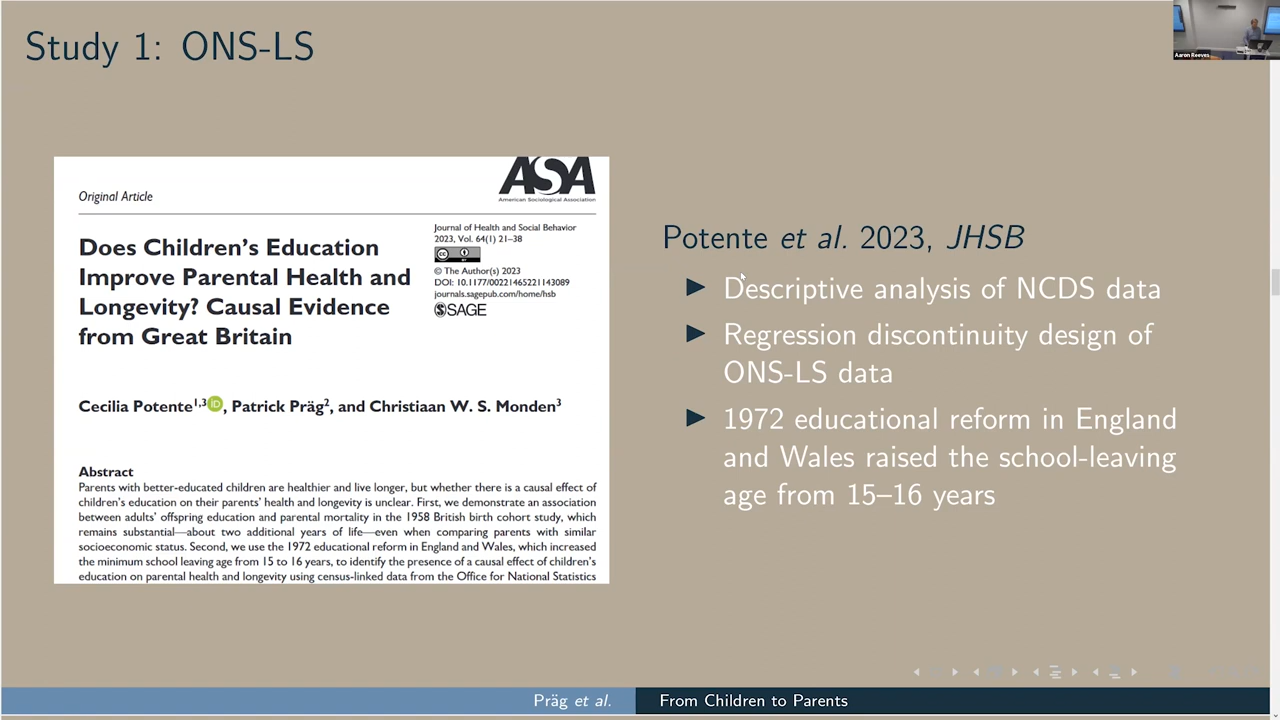 Study 1: ONS-LS
Aaron Reeves
Original Article
ASA
American Sociological Association
Does Children's Education
Improve Parental Health and
Longevity? Causal Evidence
from Great Britain
Journal of Health and Social Behavior
2023, Vol. 64(1) 21–38
© The Author(s) 2023
DOI: 10.1177/00221465221143089
journals.sagepub.com/home/hsb
SAGE
Cecilia Potente1,3 iD, Patrick Präg2, and Christiaan W. S. Monden3
Abstract
Parents with better-educated children are healthier and live longer, but whether there is a causal effect of
children's education on their parents' health and longevity is unclear. First, we demonstrate an association
between adults' offspring education and parental mortality in the 1958 British birth cohort study, which
remains substantial—about two additional years of life—even when comparing parents with similar
socioeconomic status. Second, we use the 1972 educational reform in England and Wales, which increased
the minimum school leaving age from 15 to 16 years, to identify the presence of a causal effect of children's
education on parental health and longevity using census-linked data from the Office for National Statistics
Potente et al. 2023, JHSB
Descriptive analysis of NCDS data
Regression discontinuity design of
ONS-LS data
1972 educational reform in England
and Wales raised the school-leaving
age from 15–16 years
Präg et al.
From Children to Parents